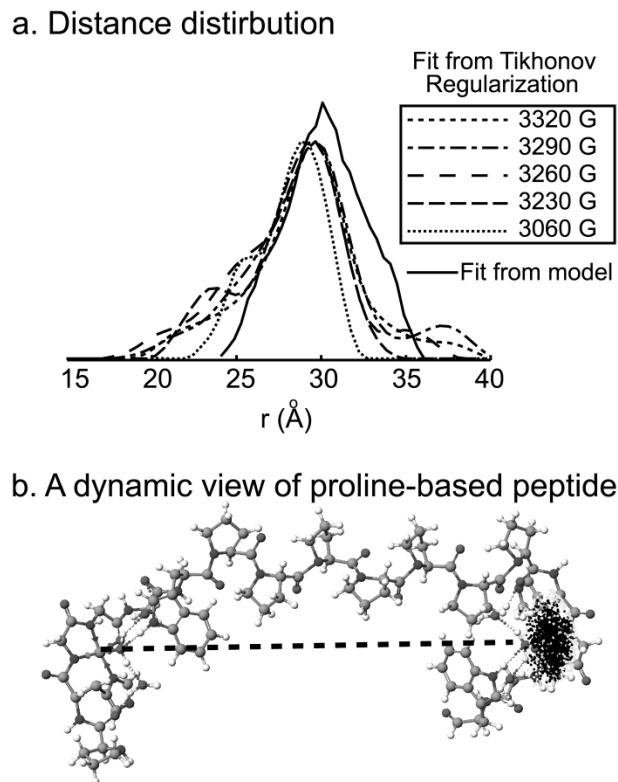 a. Distance distirbution
Fit from Tikhonov
Regularization
3320 G
3290 G
3260 G
3230 G
3060 G
Fit from model
15 20 25 30 35 40
r (Å)
b. A dynamic view of proline-based peptide